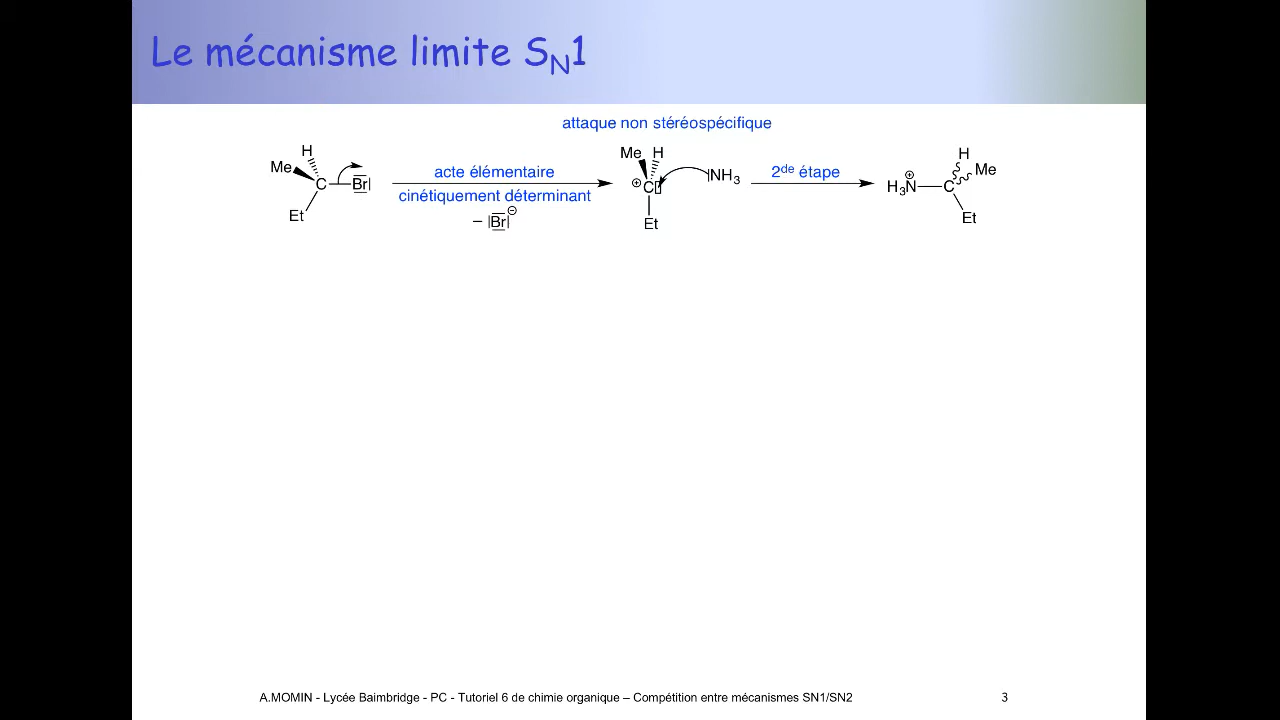 Le mécanisme limite SN1
attaque non stéréospécifique
H
Me
C
Br
Et
acte élémentaire
cinétiquement déterminant
– |Br|⊖
Me H
⊕
C
Et
|NH3
2de étape
H
Me
⊕
H3N
C
Et
A.MOMIN - Lycée Baimbridge - PC - Tutoriel 6 de chimie organique – Compétition entre mécanismes SN1/SN2
3